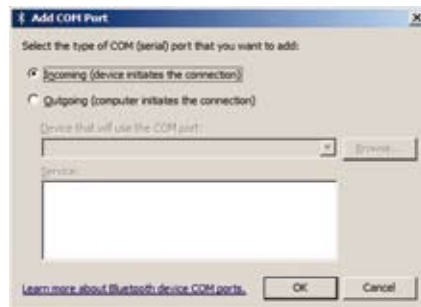 Add COM Port
Select the type of COM (serial) port that you want to add:
Incoming (device initiates the connection)
Outgoing (computer initiates the connection)
Device that will use the COM port:
Browse...
Service:
Learn more about Bluetooth device COM ports. OK Cancel